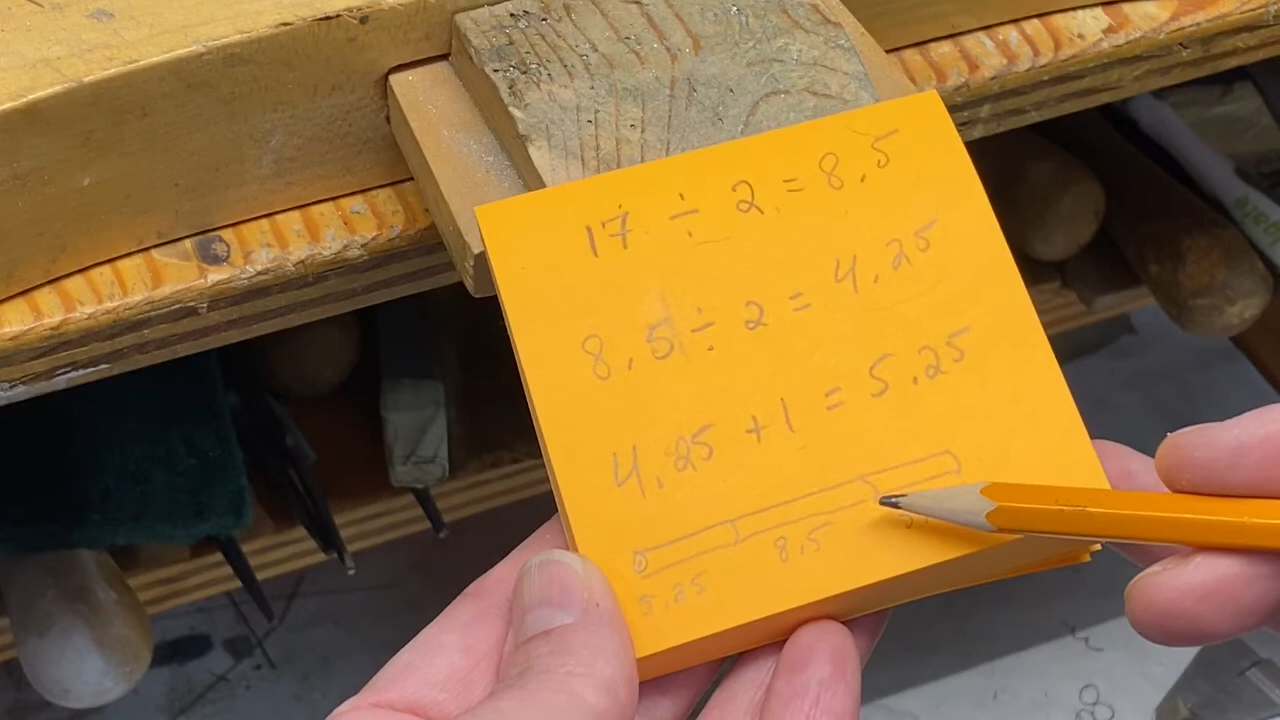 17 ÷ 2 = 8.5
8.5 ÷ 2 = 4.25
4.25 + 1 = 5.25
5.25 8.5